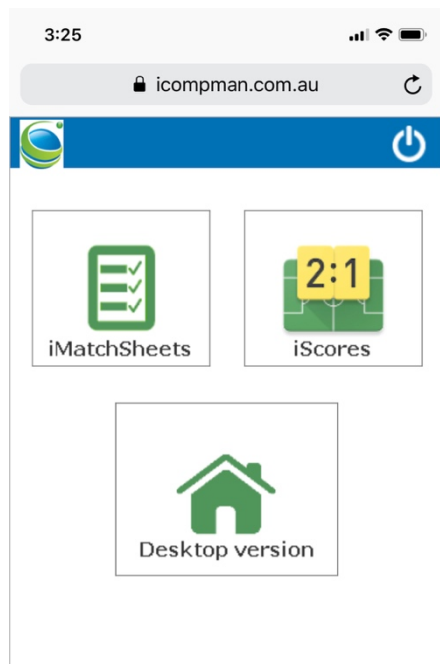 3:25
icompman.com.au
iMatchSheets
2:1
iScores
Desktop version